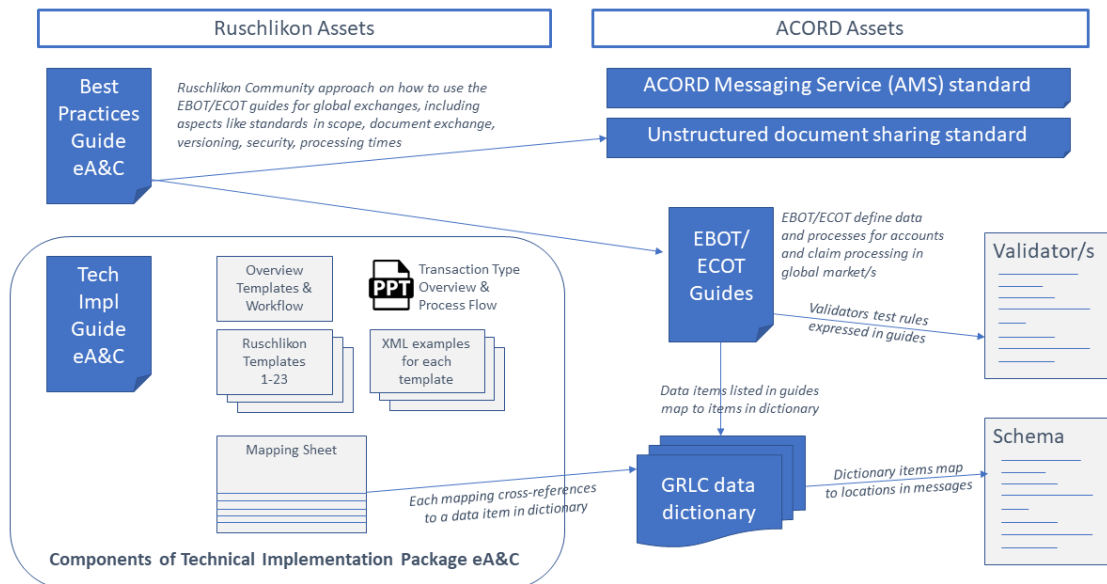 Ruschlikon Assets
ACORD Assets
Best
Practices
Guide
eA&C
Ruschlikon Community approach on how to use the
EBOT/ECOT guides for global exchanges, including
aspects like standards in scope, document exchange,
versioning, security, processing times
ACORD Messaging Service (AMS) standard
Unstructured document sharing standard
EBOT/
ECOT
Guides
EBOT/ECOT define data
and processes for accounts
and claim processing in
global market/s
Validator/s
Validators test rules
expressed in guides
Tech
Impl
Guide
eA&C
Overview
Templates &
Workflow
PPT
Transaction Type
Overview &
Process Flow
Ruschlikon
Templates
1-23
XML examples
for each
template
Data items listed in guides
map to items in dictionary
Mapping Sheet
Each mapping cross-references
to a data item in dictionary
GRLC data
dictionary
Dictionary items map
to locations in messages
Schema
Components of Technical Implementation Package eA&C